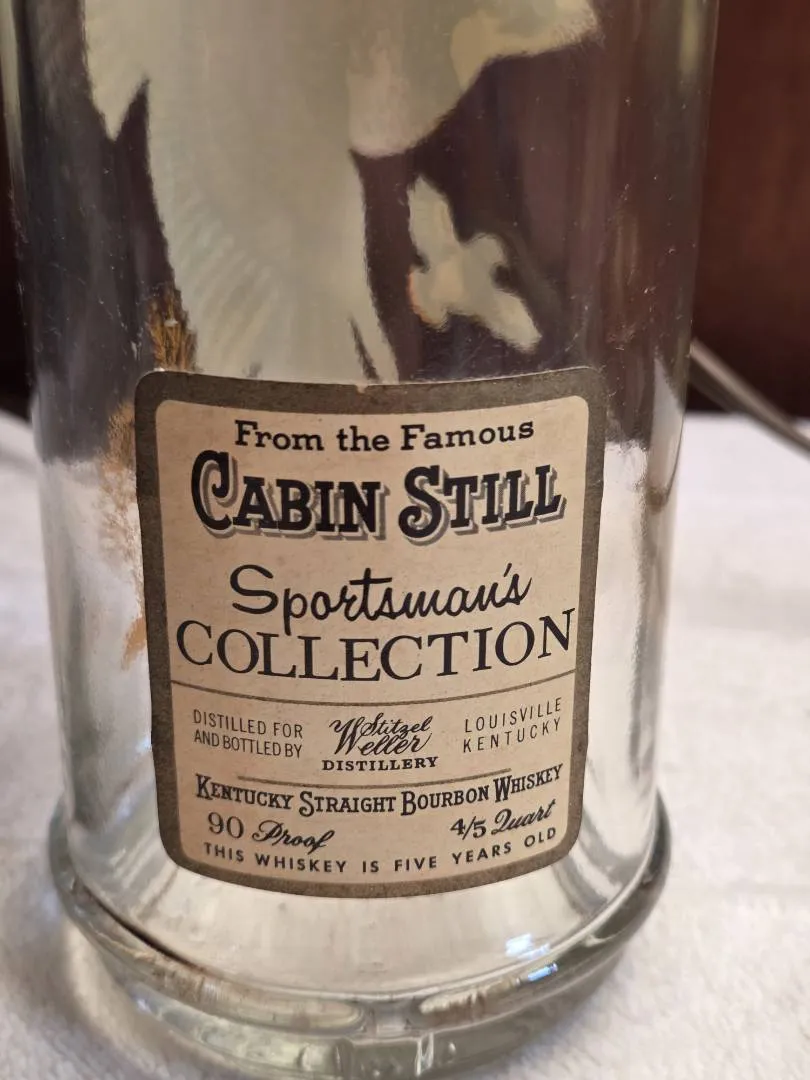 From the Famous
CABIN STILL
Sportsman's
COLLECTION
DISTILLED FOR
AND BOTTLED BY
Stitzel
Weller
DISTILLERY
LOUISVILLE
KENTUCKY
KENTUCKY STRAIGHT BOURBON WHISKEY
90 Proof 4/5 Quart
THIS WHISKEY IS FIVE YEARS OLD